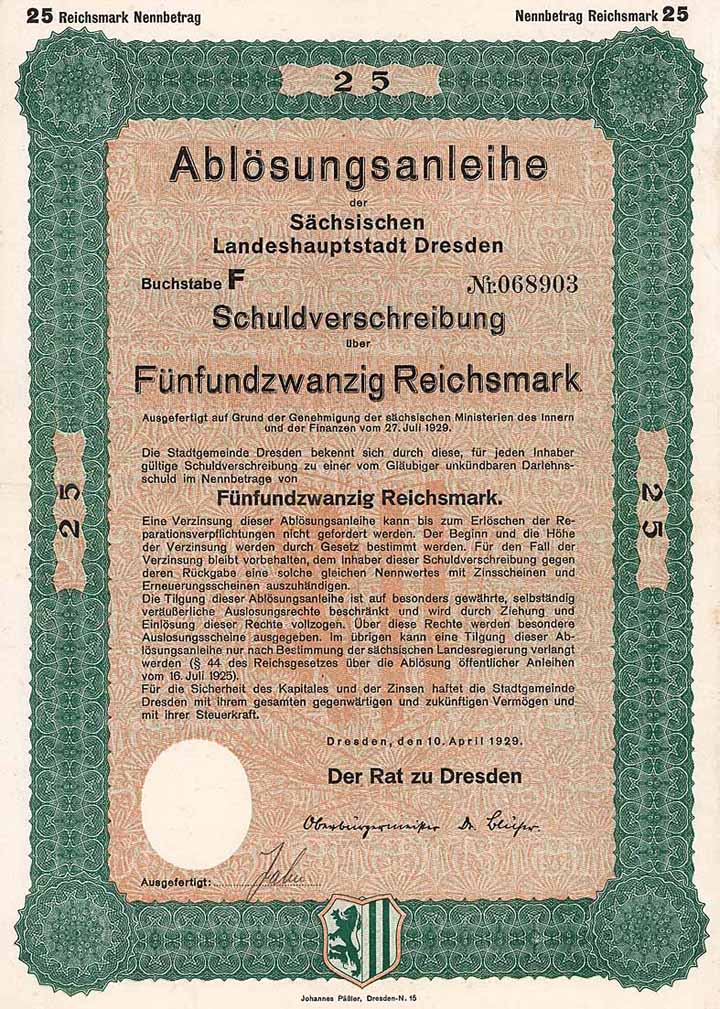 25 Reichsmark Nennbetrag
Nennbetrag Reichsmark 25
25
Ablösungsanleihe
der
Sächsischen
Landeshauptstadt Dresden
Buchstabe F
Nr.068903
Schuldverschreibung
über
Fünfundzwanzig Reichsmark
Ausgefertigt auf Grund der Genehmigung der sächsischen Ministerien des Innern
und der Finanzen vom 27. Juli 1929.
Die Stadtgemeinde Dresden bekennt sich durch diese, für jeden Inhaber
gültige Schuldverschreibung zu einer vom Gläubiger unkündbaren Darlehns-
schuld im Nennbetrage von
Fünfundzwanzig Reichsmark.
Eine Verzinsung dieser Ablösungsanleihe kann bis zum Erlöschen der Re-
parationsverpflichtungen nicht gefordert werden. Der Beginn und die Höhe
der Verzinsung werden durch Gesetz bestimmt werden. Für den Fall der
Verzinsung bleibt vorbehalten, dem Inhaber dieser Schuldverschreibung gegen
deren Rückgabe eine solche gleichen Nennwertes mit Zinsscheinen und
Erneuerungsscheinen auszuhändigen.
Die Tilgung dieser Ablösungsanleihe ist auf besonders gewährte, selbständig
veräußerliche Auslosungsrechte beschränkt und wird durch Ziehung und
Einlösung dieser Rechte vollzogen. Über diese Rechte werden besondere
Auslosungsscheine ausgegeben. Im übrigen kann eine Tilgung dieser Ab-
lösungsanleihe nur nach Bestimmung der sächsischen Landesregierung verlangt
werden (§ 44 des Reichsgesetzes über die Ablösung öffentlicher Anleihen
vom 16. Juli 1925).
Für die Sicherheit des Kapitales und der Zinsen haftet die Stadtgemeinde
Dresden mit ihrem gesamten gegenwärtigen und zukünftigen Vermögen und
mit ihrer Steuerkraft.
25
25
Dresden, den 10. April 1929.
Der Rat zu Dresden
Oberbürgermeister Dr. Blüher.
Ausgefertigt:
Johannes Päßler, Dresden-N. 15